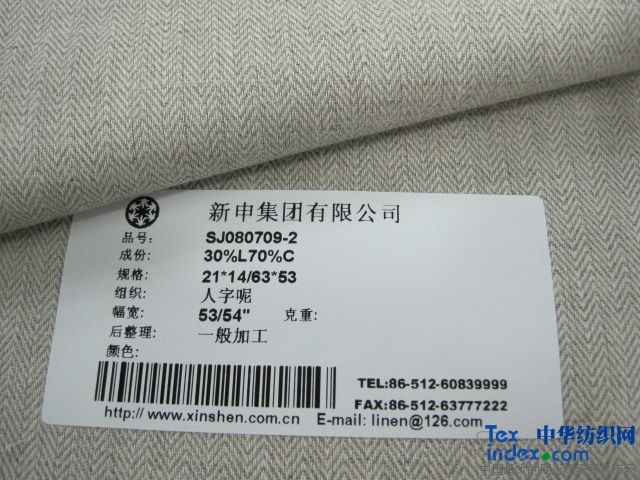 新申集团有限公司
品号: SJ080709-2
成份: 30%L70%C
规格: 21*14/63*53
组织: 人字呢
幅宽: 53/54" 克重:
后整理: 一般加工
颜色:
TEL:86-512-60839999
FAX:86-512-63777222
http://www.xinshen.com.cn E-mail: linen@126.com
Tex 中华纺织网
index.com